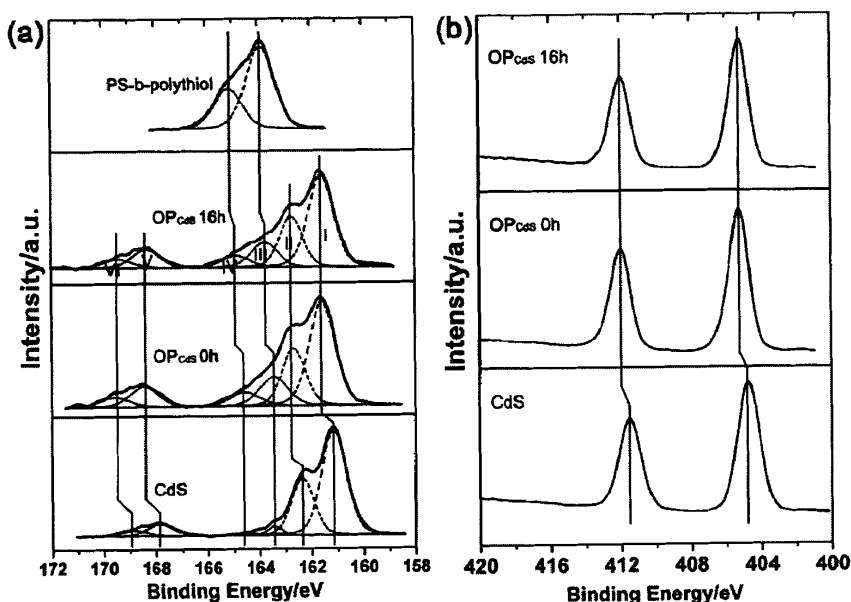 (a)
PS-b-polythiol
OPCdS 16h
VI V IV III II I
OPCdS 0h
CdS
Intensity/a.u.
172 170 168 166 164 162 160 158
Binding Energy/eV
(b)
OPCdS 16h
OPCdS 0h
CdS
Intensity/a.u.
420 416 412 408 404 400
Binding Energy/eV